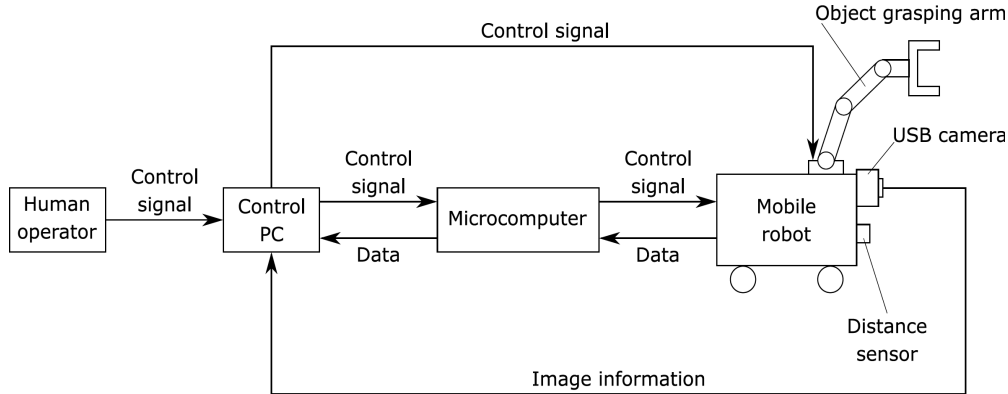 Object grasping arm
Control signal
USB camera
Control
signal
Control
signal
Control
signal
Human
operator
Control
PC
Microcomputer
Mobile
robot
Data
Data
Distance
sensor
Image information